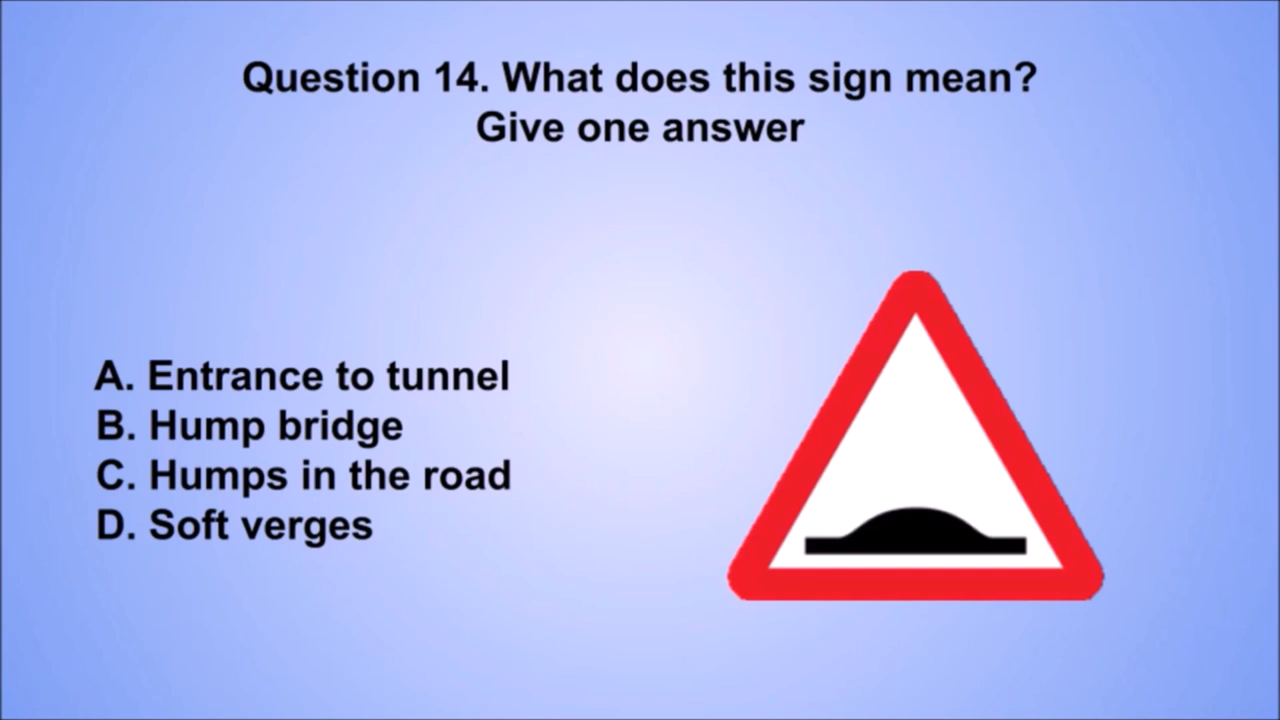 Question 14. What does this sign mean?
Give one answer
A. Entrance to tunnel
B. Hump bridge
C. Humps in the road
D. Soft verges